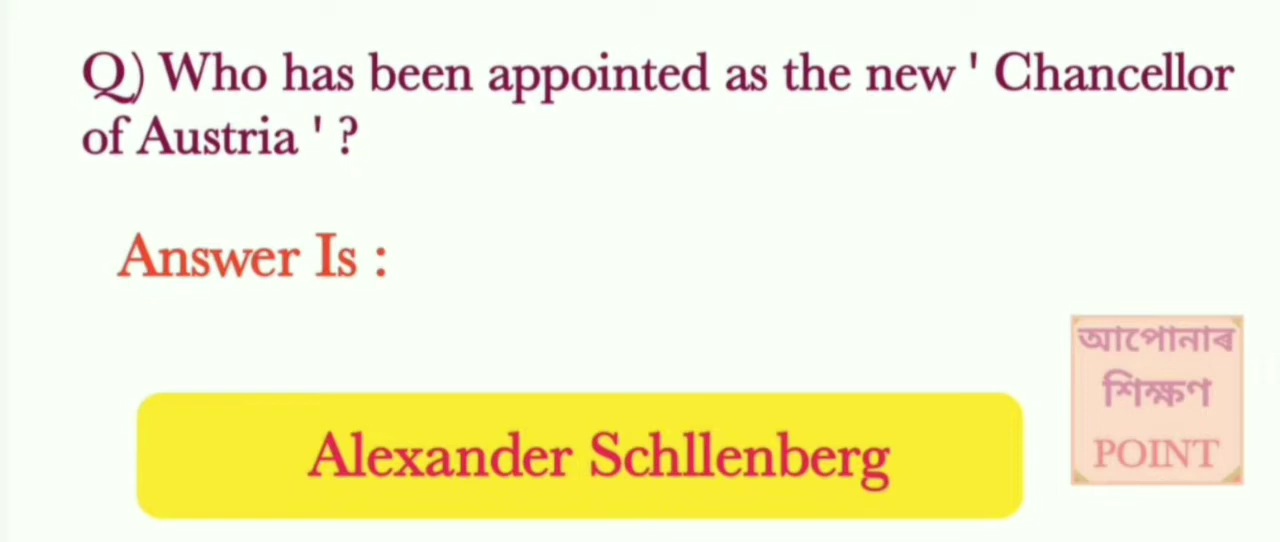 Q) Who has been appointed as the new ' Chancellor
of Austria ' ?
Answer Is :
Alexander Schllenberg
আপোনাৰ
শিক্ষণ
POINT